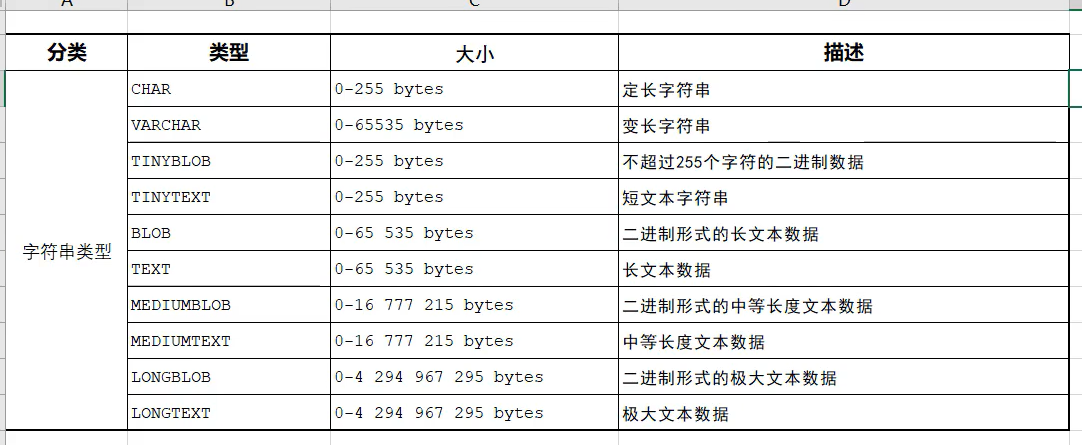 A B C D
分类 类型 大小 描述
CHAR 0-255 bytes 定长字符串
VARCHAR 0-65535 bytes 变长字符串
TINYBLOB 0-255 bytes 不超过255个字符的二进制数据
TINYTEXT 0-255 bytes 短文本字符串
字符串类型 BLOB 0-65 535 bytes 二进制形式的长文本数据
TEXT 0-65 535 bytes 长文本数据
MEDIUMBLOB 0-16 777 215 bytes 二进制形式的中等长度文本数据
MEDIUMTEXT 0-16 777 215 bytes 中等长度文本数据
LONGBLOB 0-4 294 967 295 bytes 二进制形式的极大文本数据
LONGTEXT 0-4 294 967 295 bytes 极大文本数据